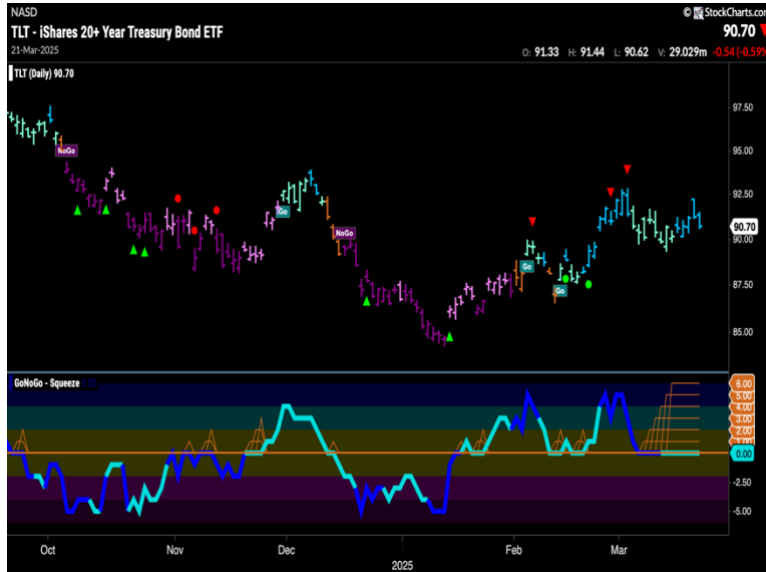 NASD
© StockCharts.com
TLT - iShares 20+ Year Treasury Bond ETF
90.70
21-Mar-2025
O: 91.33 H: 91.44 L: 90.62 V: 29.029m -0.54 (-0.59%
TLT (Daily) 90.70
97.50
NoGo
95.00
92.50
Go
NoGo
90.70
90.00
Go
Go
87.50
85.00
GoNoGo - Squeeze
6.00
5.00
4.00
3.00
2.00
1.00
0.00
-2.50
-5.00
Oct Nov Dec Feb Mar
2025